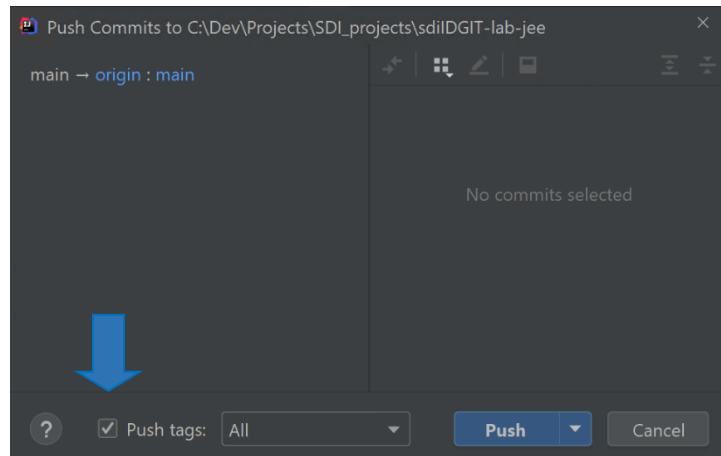 Push Commits to C:\Dev\Projects\SDI_projects\sdiIDGIT-lab-jee
main → origin : main
No commits selected
? Push tags: All Push Cancel